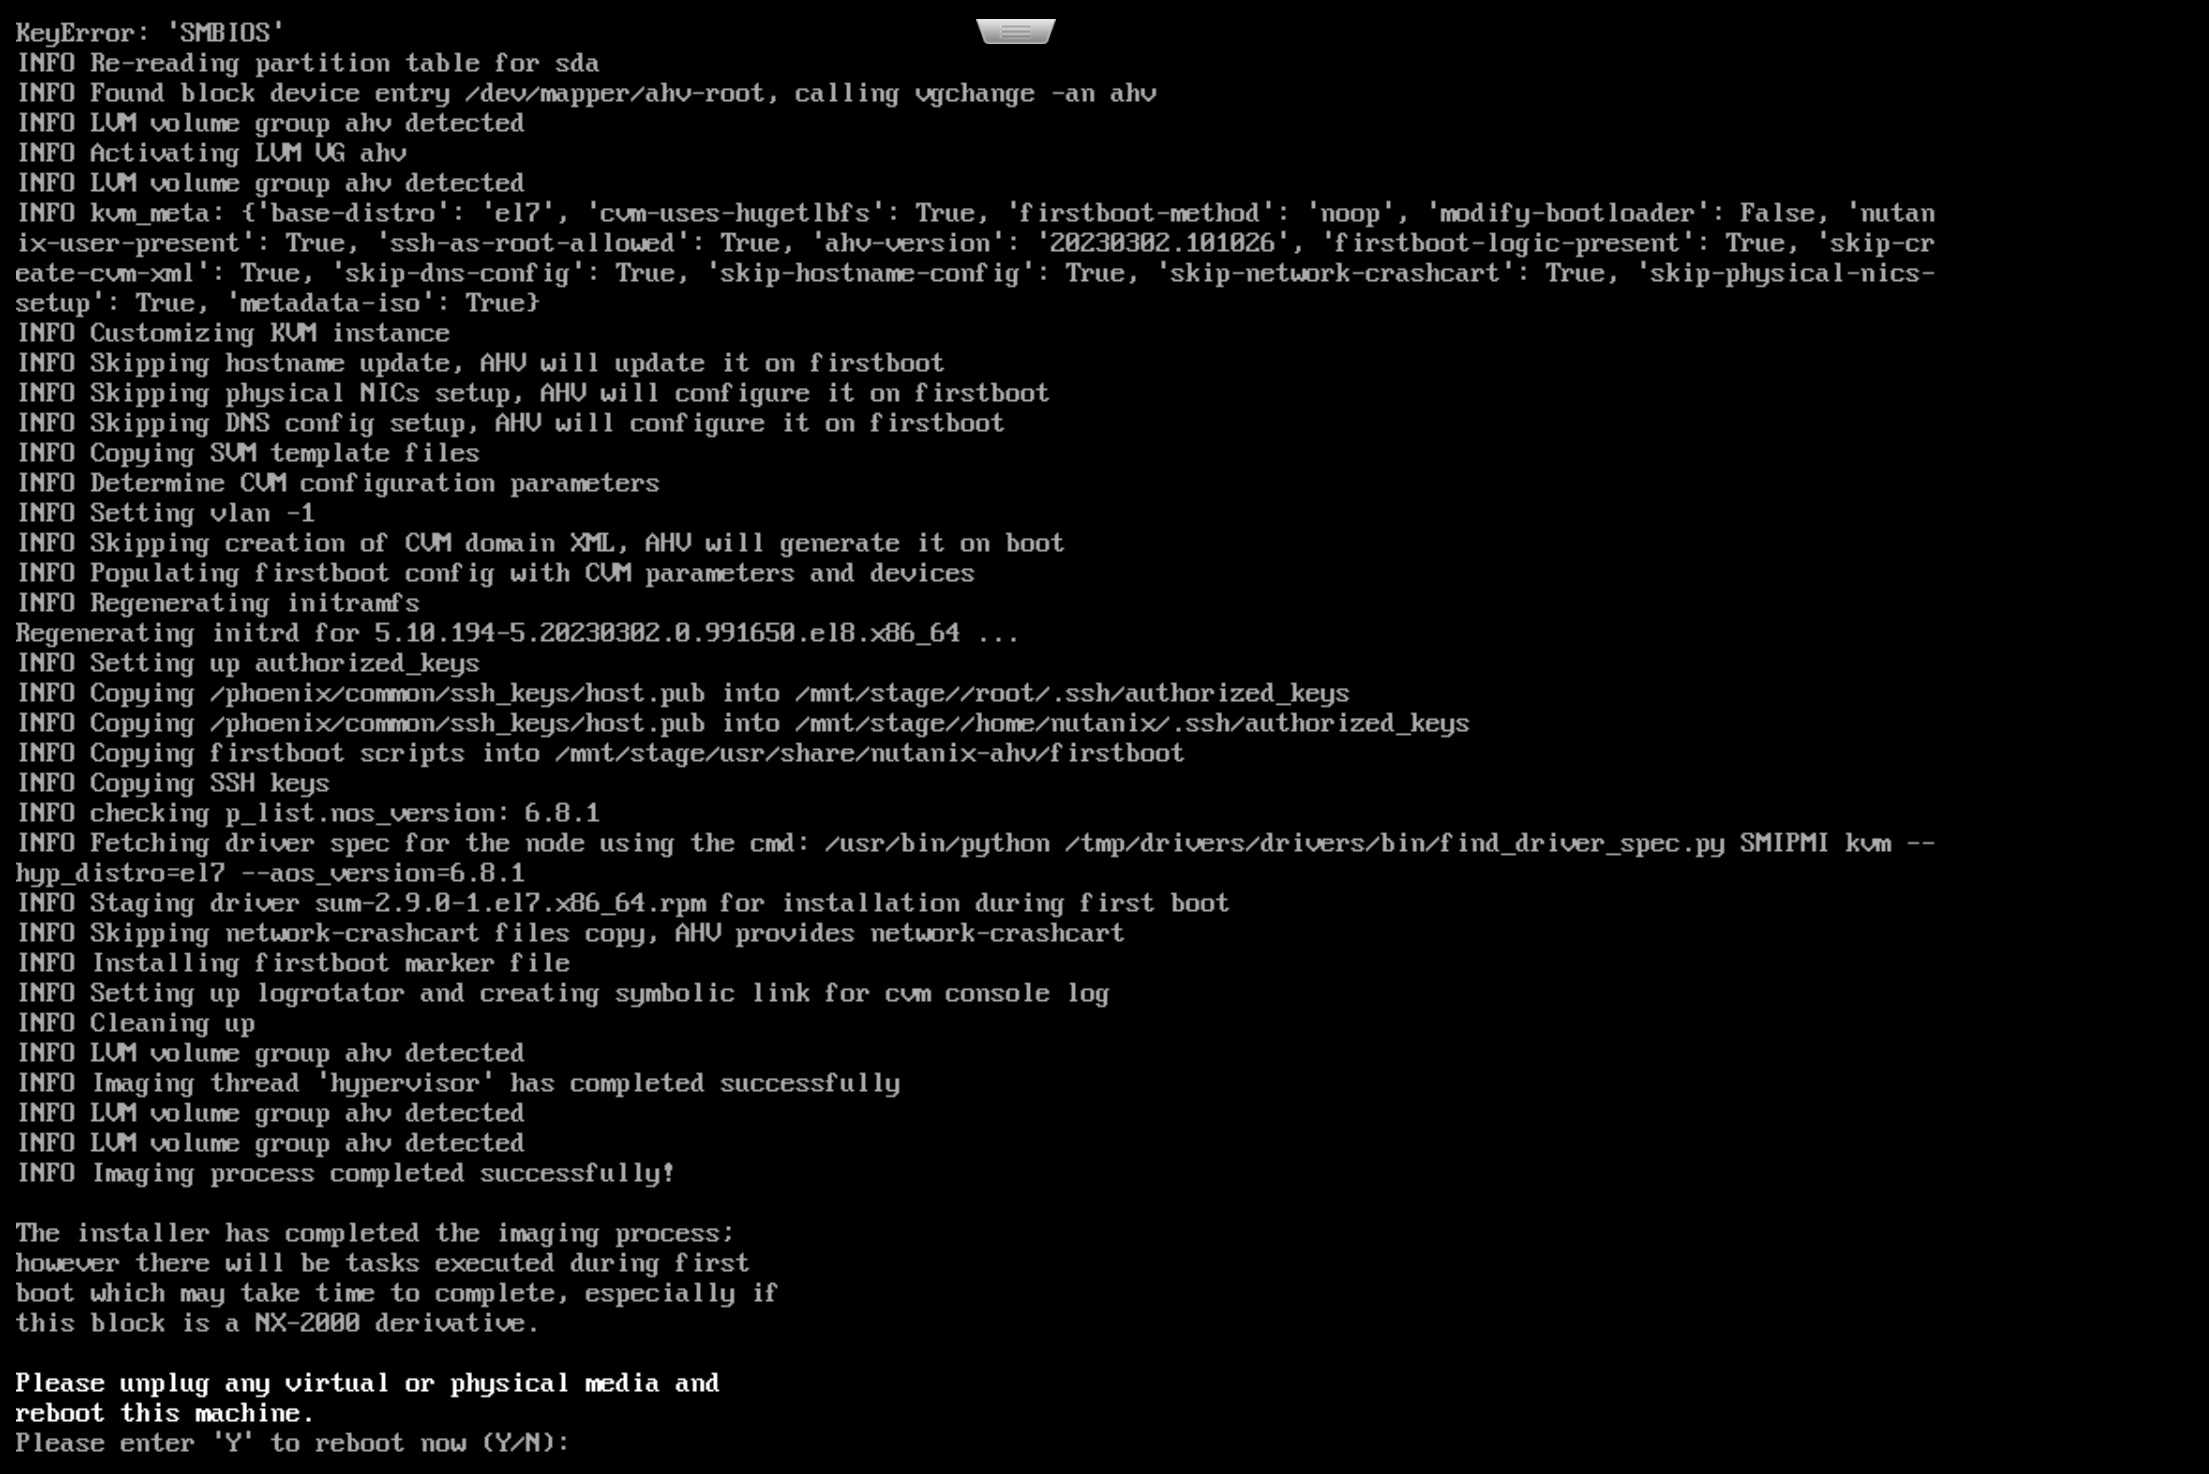 KeyError: 'SMBIOS'
INFO Re-reading partition table for sda
INFO Found block device entry /dev/mapper/ahv-root, calling vgchange -an ahv
INFO LVM volume group ahv detected
INFO Activating LVM VG ahv
INFO LVM volume group ahv detected
INFO kvm_meta: {'base-distro': 'el7', 'cvm-uses-hugetlbfs': True, 'firstboot-method': 'noop', 'modify-bootloader': False, 'nutan
ix-user-present': True, 'ssh-as-root-allowed': True, 'ahv-version': '20230302.101026', 'firstboot-logic-present': True, 'skip-cr
eate-cvm-xml': True, 'skip-dns-config': True, 'skip-hostname-config': True, 'skip-network-crashcart': True, 'skip-physical-nics-
setup': True, 'metadata-iso': True}
INFO Customizing KVM instance
INFO Skipping hostname update, AHV will update it on firstboot
INFO Skipping physical NICs setup, AHV will configure it on firstboot
INFO Skipping DNS config setup, AHV will configure it on firstboot
INFO Copying SVM template files
INFO Determine CVM configuration parameters
INFO Setting vlan -1
INFO Skipping creation of CVM domain XML, AHV will generate it on boot
INFO Populating firstboot config with CVM parameters and devices
INFO Regenerating initramfs
Regenerating initrd for 5.10.194-5.20230302.0.991650.el8.x86_64 ...
INFO Setting up authorized_keys
INFO Copying /phoenix/common/ssh_keys/host.pub into /mnt/stage//root/.ssh/authorized_keys
INFO Copying /phoenix/common/ssh_keys/host.pub into /mnt/stage//home/nutanix/.ssh/authorized_keys
INFO Copying firstboot scripts into /mnt/stage/usr/share/nutanix-ahv/firstboot
INFO Copying SSH keys
INFO checking p_list.nos_version: 6.8.1
INFO Fetching driver spec for the node using the cmd: /usr/bin/python /tmp/drivers/drivers/bin/find_driver_spec.py SMIPMI kvm --
hyp_distro=el7 --aos_version=6.8.1
INFO Staging driver sum-2.9.0-1.el7.x86_64.rpm for installation during first boot
INFO Skipping network-crashcart files copy, AHV provides network-crashcart
INFO Installing firstboot marker file
INFO Setting up logrotator and creating symbolic link for cvm console log
INFO Cleaning up
INFO LVM volume group ahv detected
INFO Imaging thread 'hypervisor' has completed successfully
INFO LVM volume group ahv detected
INFO LVM volume group ahv detected
INFO Imaging process completed successfully!
The installer has completed the imaging process;
however there will be tasks executed during first
boot which may take time to complete, especially if
this block is a NX-2000 derivative.
Please unplug any virtual or physical media and
reboot this machine.
Please enter 'Y' to reboot now (Y/N):